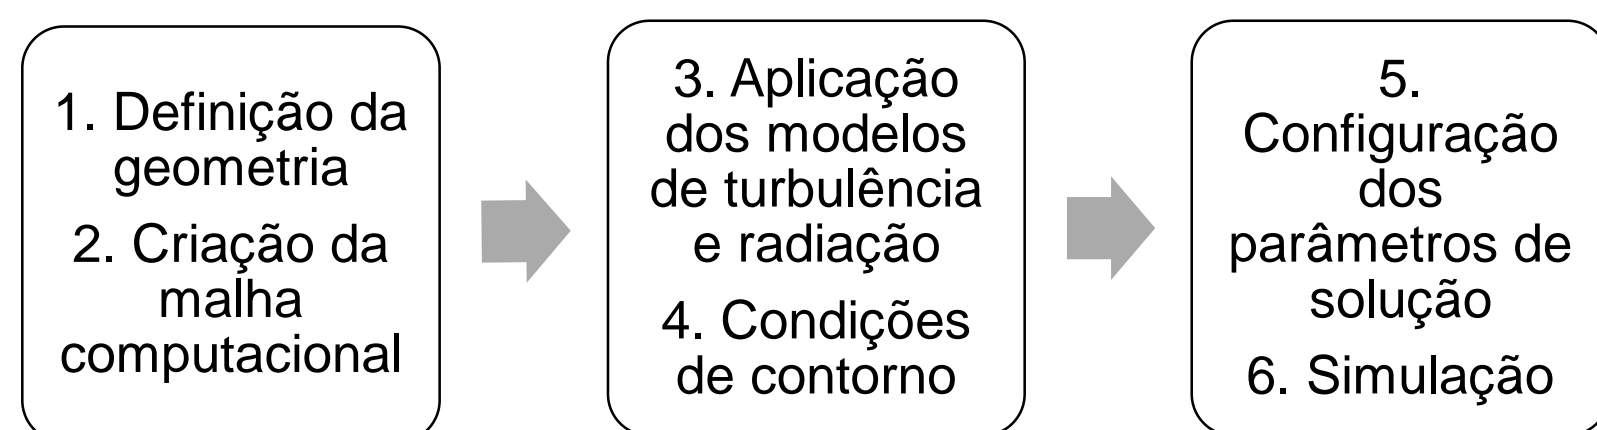 1. Definição da
geometria
2. Criação da
malha
computacional
3. Aplicação
dos modelos
de turbulência
e radiação
4. Condições
de contorno
5.
Configuração
dos
parâmetros de
solução
6. Simulação